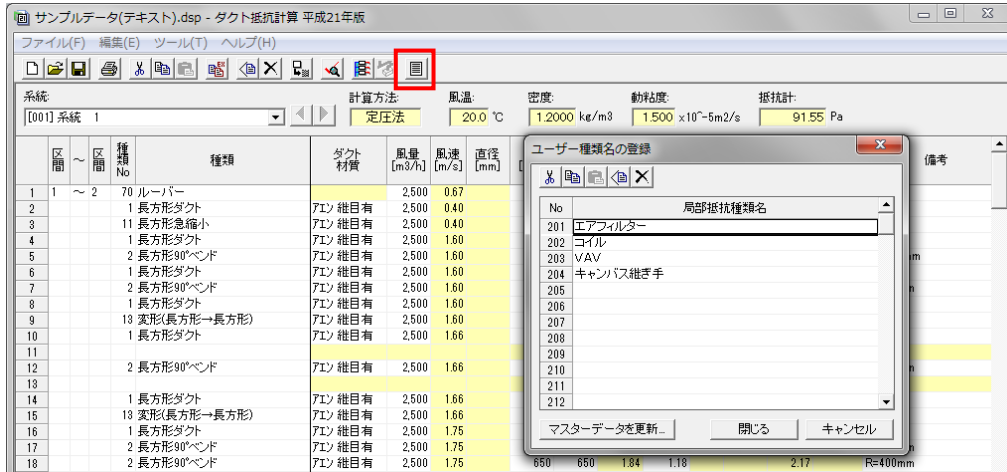 サンプルデータ(テキスト).dsp - ダクト抵抗計算 平成21年版
ファイル(F) 編集(E) ツール(T) ヘルプ(H)
系統: 計算方法: 風温: 密度: 動粘度: 抵抗計:
[001] 系統 1 定圧法 20.0 ℃ 1.2000 kg/m3 1.500 x10^-5m2/s 91.55 Pa
区間 ～ 区間 種類No 種類 ダクト材質 風量[m3/h] 風速[m/s] 直径[mm] 備考
1 1 ～ 2 70 ルーバー 2,500 0.67
2 1 長方形ダクト アエン 継目有 2,500 0.40
3 11 長方形急縮小 アエン 継目有 2,500 0.40
4 1 長方形ダクト アエン 継目有 2,500 1.60
5 2 長方形90°ベンド アエン 継目有 2,500 1.60
6 1 長方形ダクト アエン 継目有 2,500 1.60
7 2 長方形90°ベンド アエン 継目有 2,500 1.60
8 1 長方形ダクト アエン 継目有 2,500 1.60
9 13 変形(長方形→長方形) アエン 継目有 2,500 1.60
10 1 長方形ダクト アエン 継目有 2,500 1.66
11
12 2 長方形90°ベンド アエン 継目有 2,500 1.66
13
14 1 長方形ダクト アエン 継目有 2,500 1.66
15 13 変形(長方形→長方形) アエン 継目有 2,500 1.66
16 1 長方形ダクト アエン 継目有 2,500 1.75
17 2 長方形90°ベンド アエン 継目有 2,500 1.75
18 2 長方形90°ベンド アエン 継目有 2,500 1.75 650 650 1.84 1.18 2.17 R=400mm
ユーザー種類名の登録
No 局部抵抗種類名
201 エアフィルター
202 コイル
203 VAV
204 キャンバス継ぎ手
205
206
207
208
209
210
211
212
マスターデータを更新... 閉じる キャンセル